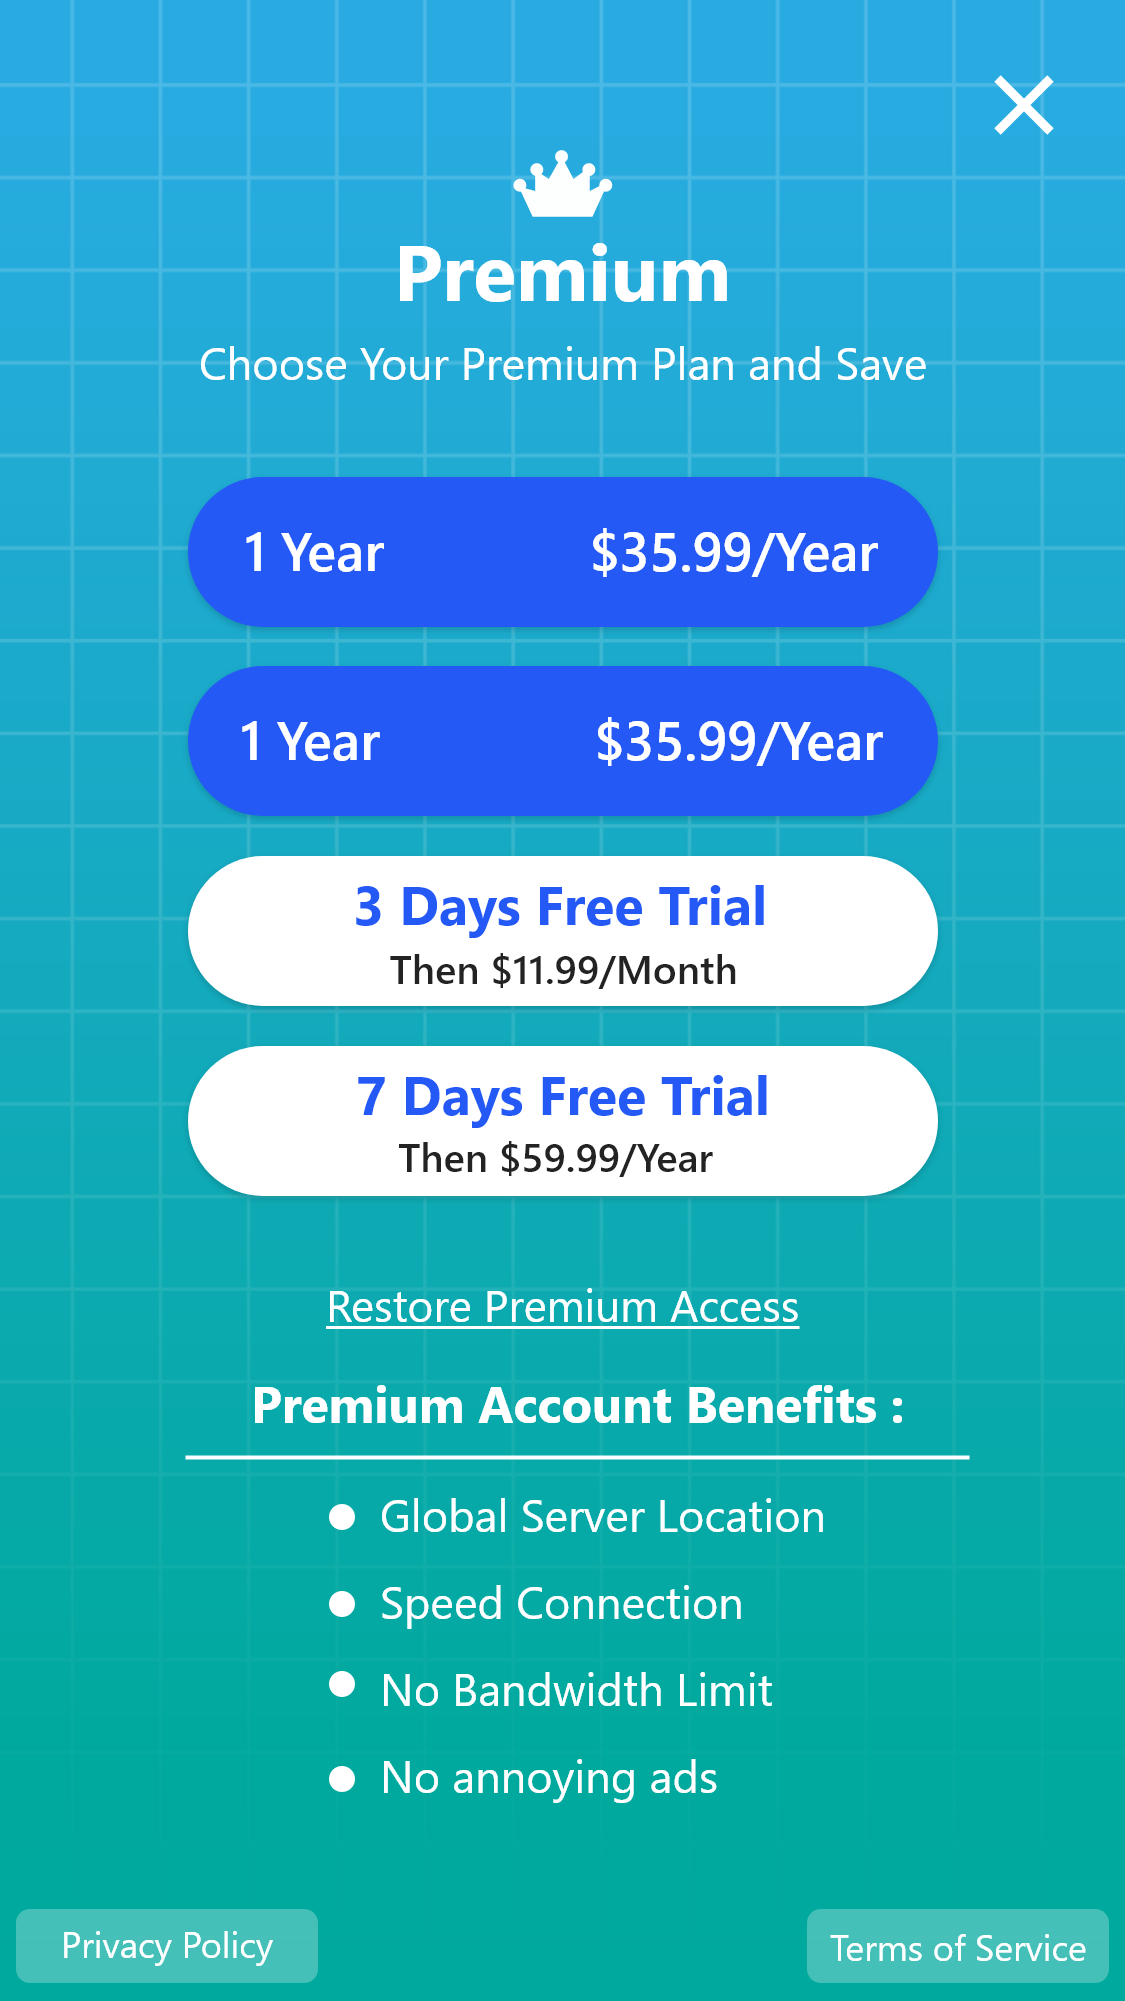 Premium
Choose Your Premium Plan and Save
1 Year $35.99/Year
1 Year $35.99/Year
3 Days Free Trial
Then $11.99/Month
7 Days Free Trial
Then $59.99/Year
Restore Premium Access
Premium Account Benefits :
Global Server Location
Speed Connection
No Bandwidth Limit
No annoying ads
Privacy Policy
Terms of Service